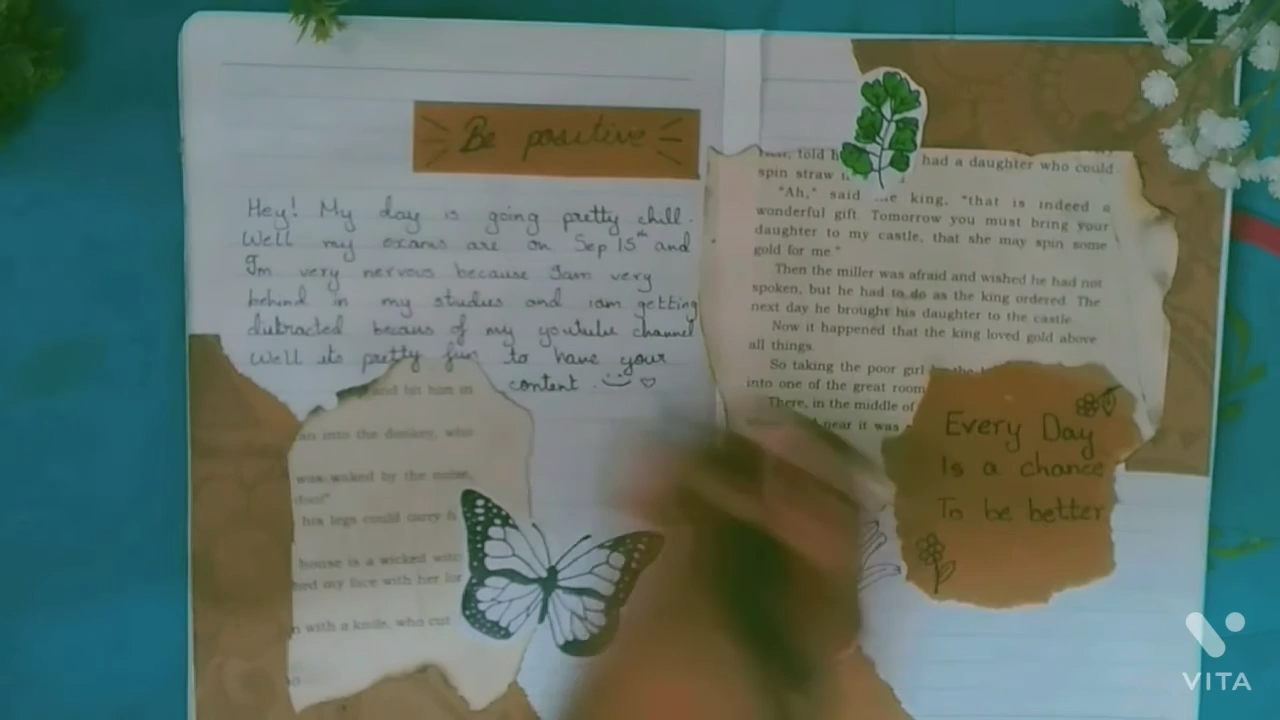 Be positive
Hey! My day is going pretty chill.
Well my exams are on Sep 15th and
I'm very nervous because Iam very
behind in my studies and iam getting
distracted becaus of my youtube channel
Well its pretty fun to have your
content.
and hit him in
an into the donkey, who
was waked by the noise,
his legs could carry
house is a wicked
my face with her
with a knife, who cut
told had a daughter who could
spin straw
"Ah," said king, "that is indeed a
wonderful gift. Tomorrow you must bring your
daughter to my castle, that she may spin some
gold for me."
Then the miller was afraid and wished he had not
spoken, but he had to do as the king ordered. The
next day he brought his daughter to the castle.
Now it happened that the king loved gold above
all things.
So taking the poor girl by the
into one of the great room
There, in the middle of
near it was
Every Day
Is a chance
To be better
VITA